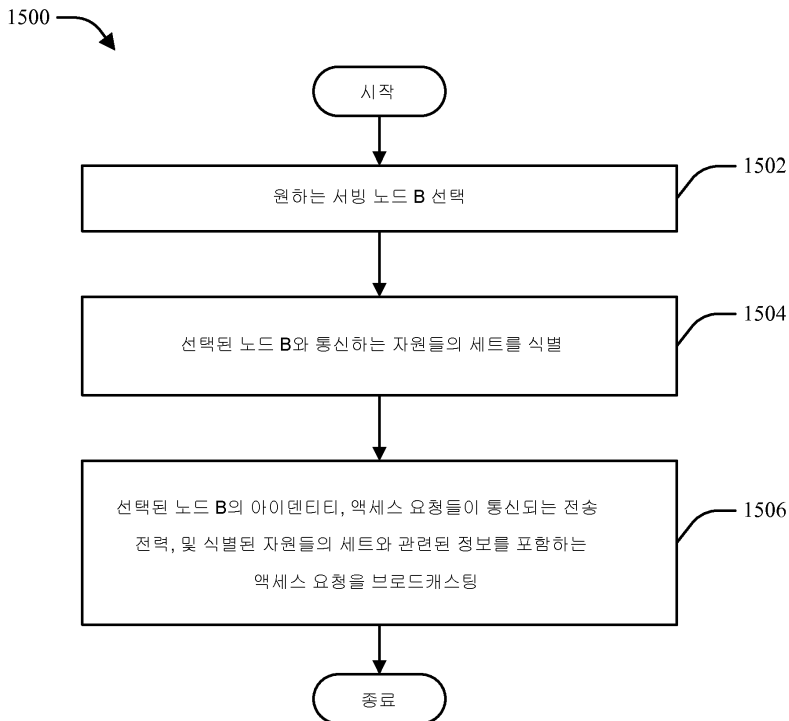 1500
시작
원하는 서빙 노드 B 선택
1502
선택된 노드 B와 통신하는 자원들의 세트를 식별
1504
선택된 노드 B의 아이덴티티, 액세스 요청들이 통신되는 전송
전력, 및 식별된 자원들의 세트와 관련된 정보를 포함하는
액세스 요청을 브로드캐스팅
1506
종료